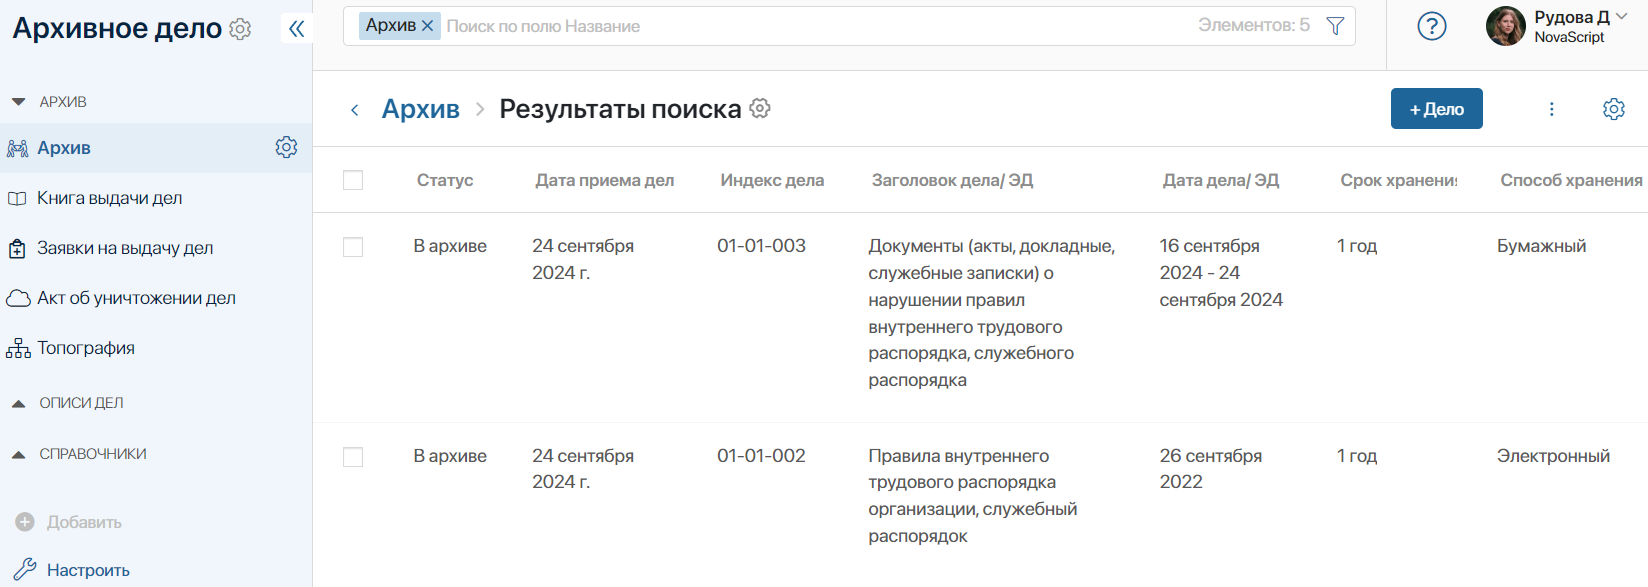 Архивное дело
АРХИВ
Архив
Книга выдачи дел
Заявки на выдачу дел
Акт об уничтожении дел
Топография
ОПИСИ ДЕЛ
СПРАВОЧНИКИ
Добавить
Настроить
Архив Поиск по полю Название Элементов: 5
?
Рудова Д
NovaScript
Архив > Результаты поиска
+ Дело
Статус Дата приема дел Индекс дела Заголовок дела/ ЭД Дата дела/ ЭД Срок хранения Способ хранения
В архиве
24 сентября
2024 г.
01-01-003
Документы (акты, докладные,
служебные записки) о
нарушении правил
внутреннего трудового
распорядка, служебного
распорядка
16 сентября
2024 - 24
сентября 2024
1 год
Бумажный
В архиве
24 сентября
2024 г.
01-01-002
Правила внутреннего
трудового распорядка
организации, служебный
распорядок
26 сентября
2022
1 год
Электронный